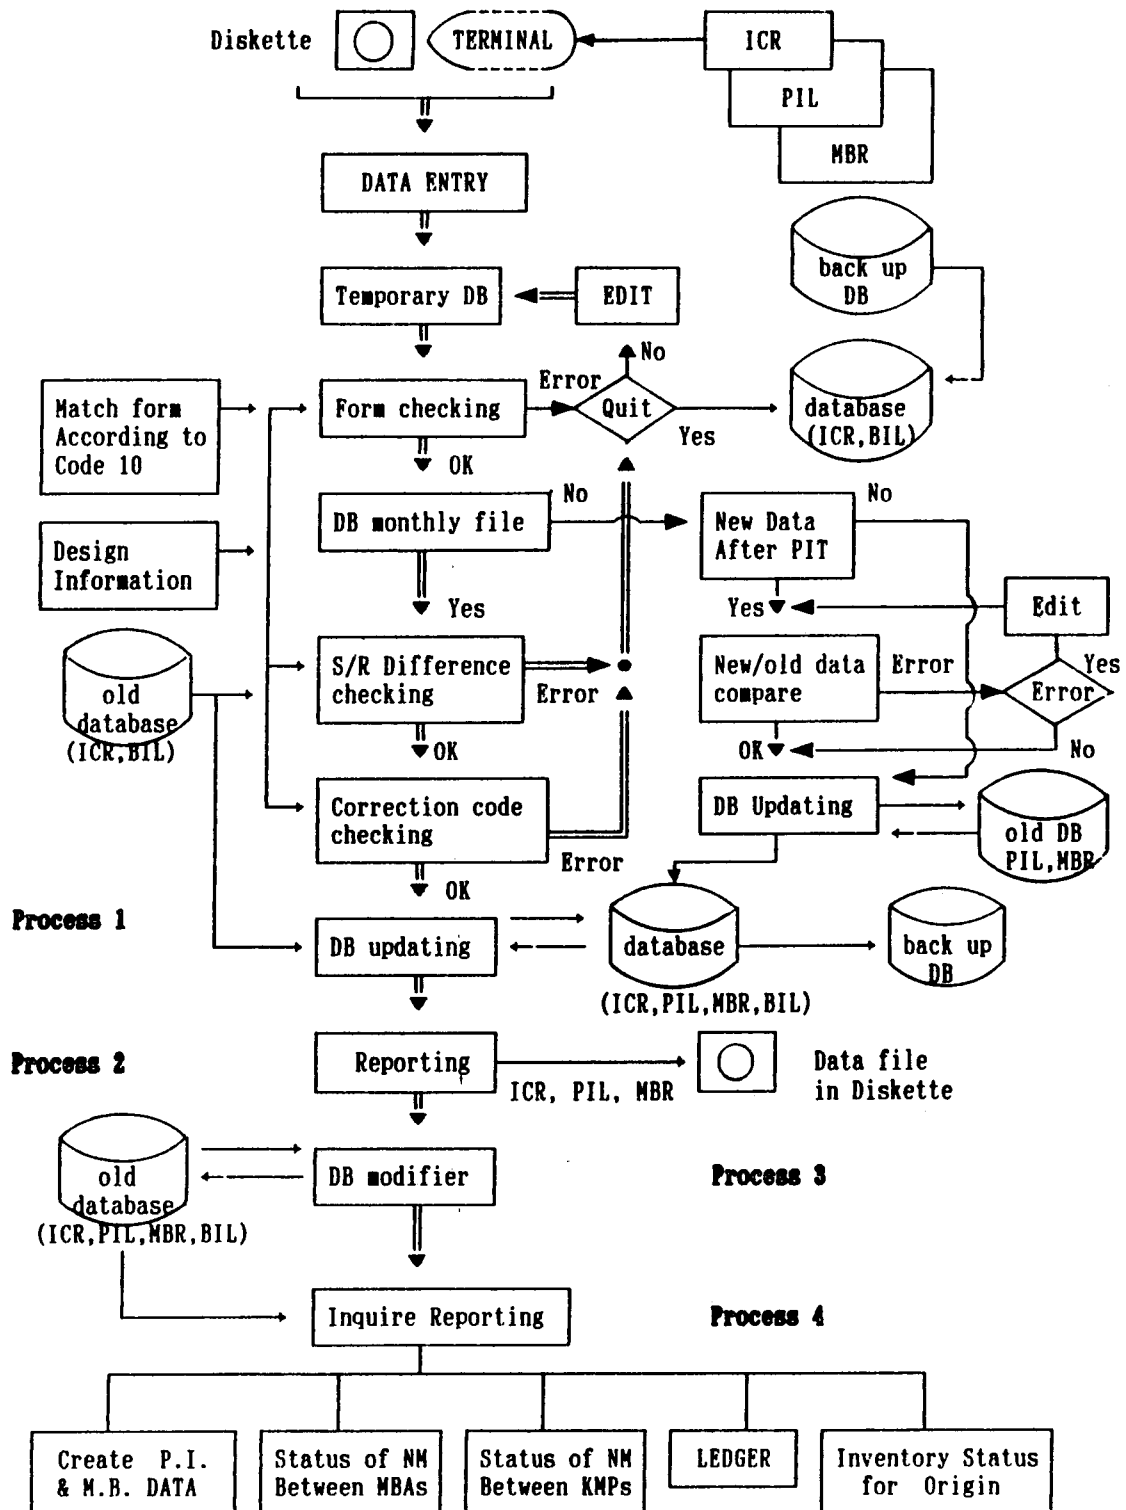 Diskette
TERMINAL
ICR
PIL
MBR
DATA ENTRY
back up
DB
Temporary DB
EDIT
No
Error
Match form
According to
Code 10
Form checking
Quit
Yes
database
(ICR,BIL)
OK
No
No
DB monthly file
New Data
After PIT
Design
Information
Yes
Yes
Edit
old
database
(ICR,BIL)
S/R Difference
checking
Error
New/old data
compare
Error
Yes
Error
OK
OK
No
Correction code
checking
Error
DB Updating
old DB
PIL,MBR
OK
Process 1
DB updating
database
(ICR,PIL,MBR,BIL)
back up
DB
Process 2
Reporting
ICR, PIL, MBR
Data file
in Diskette
old
database
(ICR,PIL,MBR,BIL)
DB modifier
Process 3
Inquire Reporting
Process 4
Create P.I.
& M.B. DATA
Status of NM
Between MBAs
Status of NM
Between KMPs
LEDGER
Inventory Status
for Origin